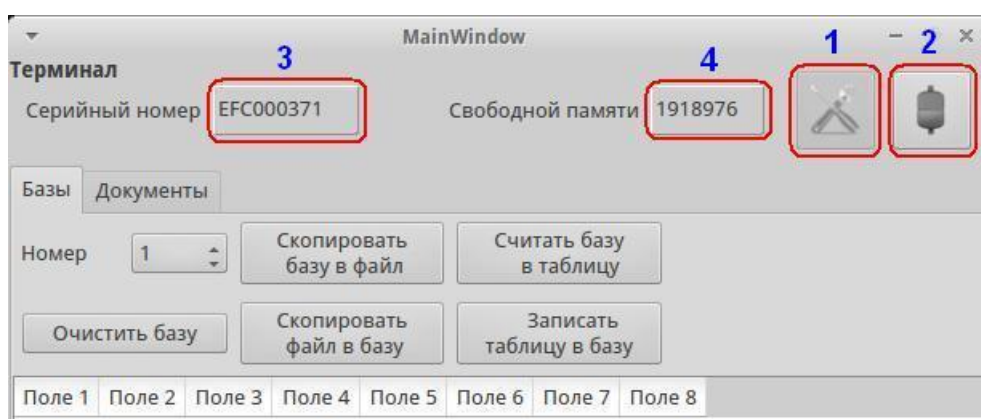 MainWindow
1
2
3
4
Терминал
Серийный номер EFC000371 Свободной памяти 1918976
Базы Документы
Номер 1
Скопировать
базу в файл
Считать базу
в таблицу
Очистить базу
Скопировать
файл в базу
Записать
таблицу в базу
Поле 1 Поле 2 Поле 3 Поле 4 Поле 5 Поле 6 Поле 7 Поле 8